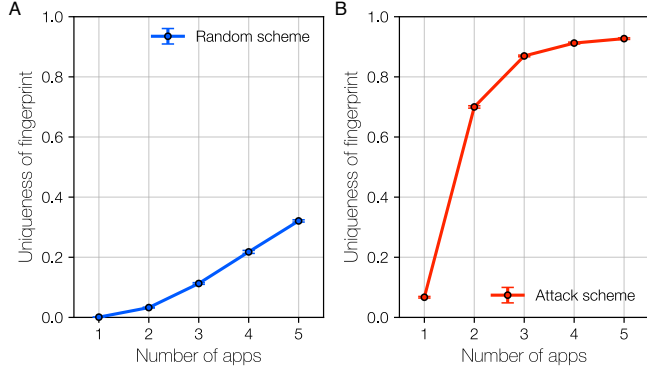 A
Random scheme
Uniqueness of fingerprint
1.0
0.8
0.6
0.4
0.2
0.0
1 2 3 4 5
Number of apps
B
Attack scheme
Uniqueness of fingerprint
1.0
0.8
0.6
0.4
0.2
0.0
1 2 3 4 5
Number of apps